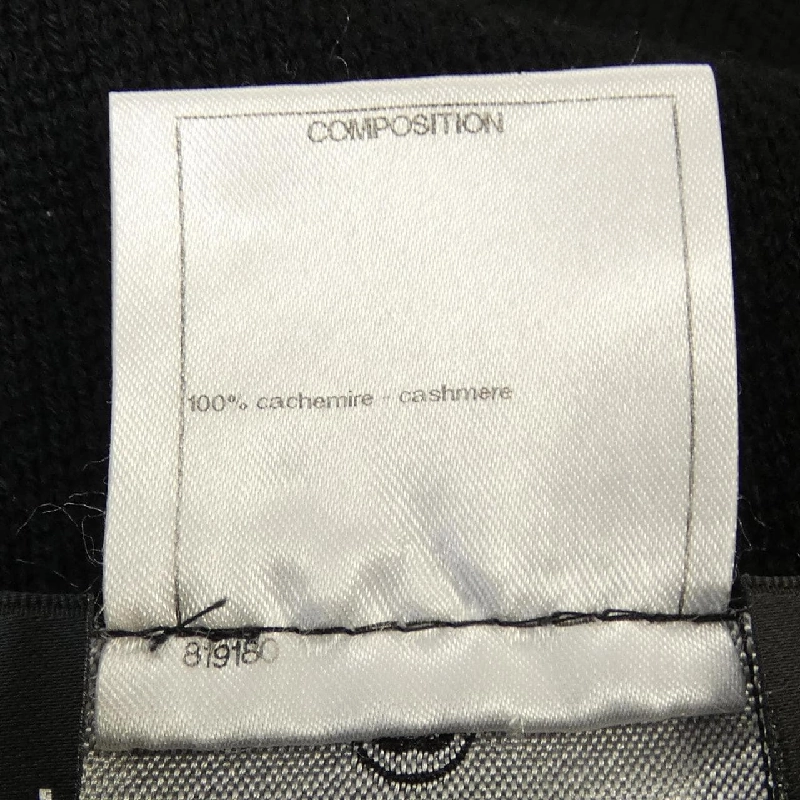 COMPOSITION
100% cachemire - cashmere
819180